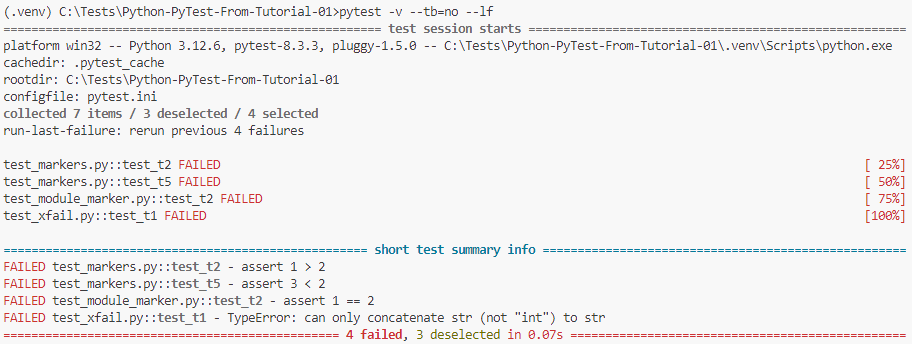 (.venv) C:\Tests\Python-PyTest-From-Tutorial-01>pytest -v --tb=no --lf
====================================================== test session starts ======================================================
platform win32 -- Python 3.12.6, pytest-8.3.3, pluggy-1.5.0 -- C:\Tests\Python-PyTest-From-Tutorial-01\.venv\Scripts\python.exe
cachedir: .pytest_cache
rootdir: C:\Tests\Python-PyTest-From-Tutorial-01
configfile: pytest.ini
collected 7 items / 3 deselected / 4 selected
run-last-failure: rerun previous 4 failures
test_markers.py::test_t2 FAILED [ 25%]
test_markers.py::test_t5 FAILED [ 50%]
test_module_marker.py::test_t2 FAILED [ 75%]
test_xfail.py::test_t1 FAILED [100%]
==================================================== short test summary info ====================================================
FAILED test_markers.py::test_t2 - assert 1 > 2
FAILED test_markers.py::test_t5 - assert 3 < 2
FAILED test_module_marker.py::test_t2 - assert 1 == 2
FAILED test_xfail.py::test_t1 - TypeError: can only concatenate str (not "int") to str
================================================ 4 failed, 3 deselected in 0.07s ================================================